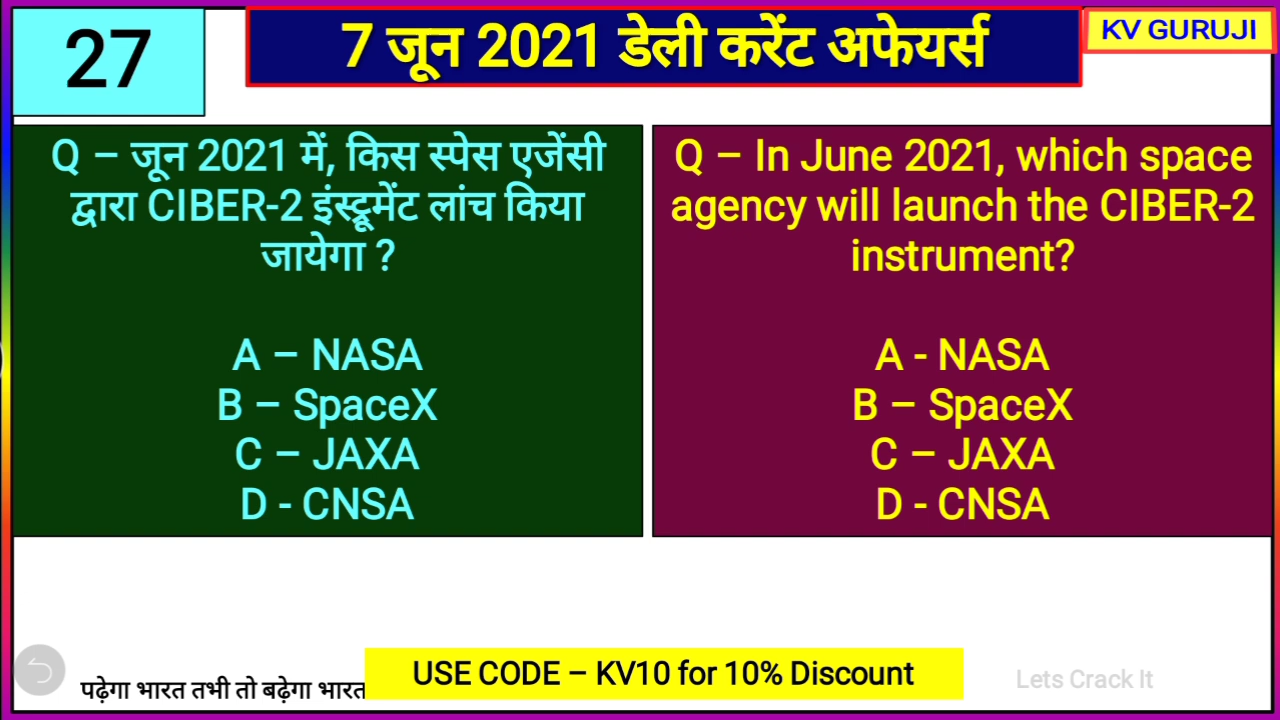 27
7 जून 2021 डेली करेंट अफेयर्स
KV GURUJI
Q – जून 2021 में, किस स्पेस एजेंसी
द्वारा CIBER-2 इंस्ट्रूमेंट लांच किया
जायेगा ?
A – NASA
B – SpaceX
C – JAXA
D - CNSA
Q – In June 2021, which space
agency will launch the CIBER-2
instrument?
A - NASA
B – SpaceX
C – JAXA
D - CNSA
पढ़ेगा भारत तभी तो बढ़ेगा भारत
USE CODE – KV10 for 10% Discount
Lets Crack It